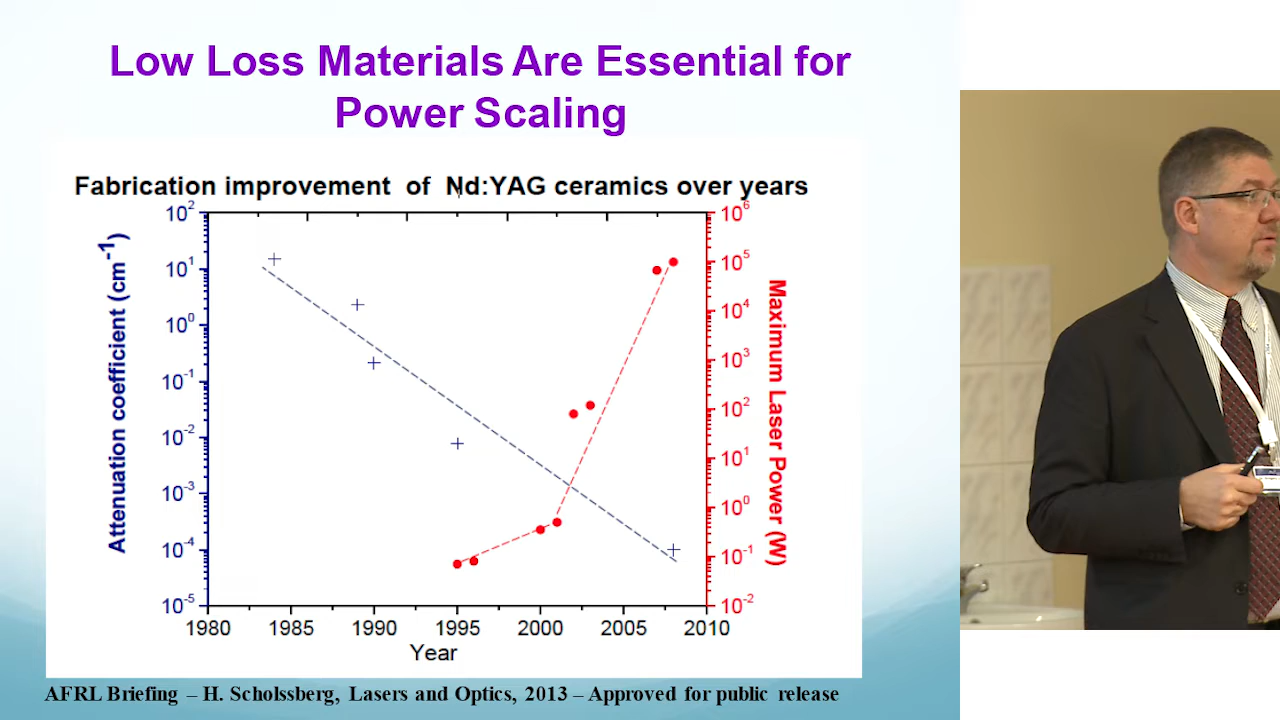 Low Loss Materials Are Essential for
Power Scaling
Fabrication improvement of Nd:YAG ceramics over years
Attenuation coefficient (cm⁻¹)
10²
10¹
10⁰
10⁻¹
10⁻²
10⁻³
10⁻⁴
10⁻⁵
10⁶
10⁵
10⁴
10³
10²
10¹
10⁰
10⁻¹
10⁻²
Maximum Laser Power (W)
1980 1985 1990 1995 2000 2005 2010
Year
AFRL Briefing – H. Scholssberg, Lasers and Optics, 2013 – Approved for public release